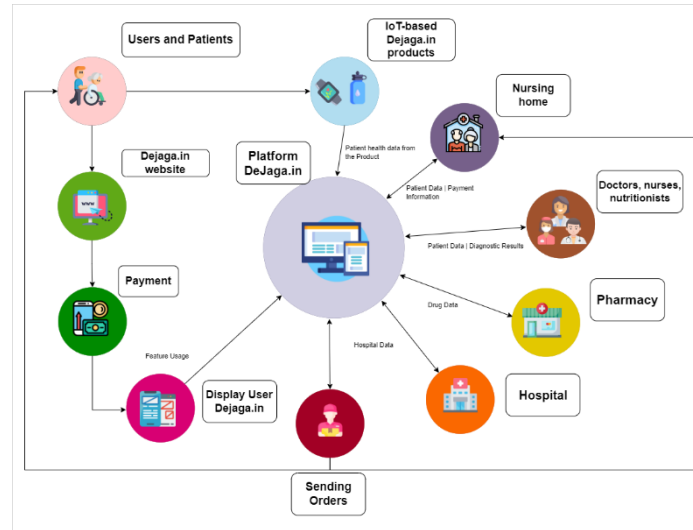 Users and Patients
IoT-based
Dejaga.in
products
Nursing
home
Dejaga.in
website
Platform
DeJaga.in
Patient health data from
the Product
Patient Data | Payment
Information
Doctors, nurses,
nutritionists
Patient Data | Diagnostic Results
Payment
Drug Data
Pharmacy
Feature Usage
Hospital Data
Display User
Dejaga.in
Hospital
Sending
Orders